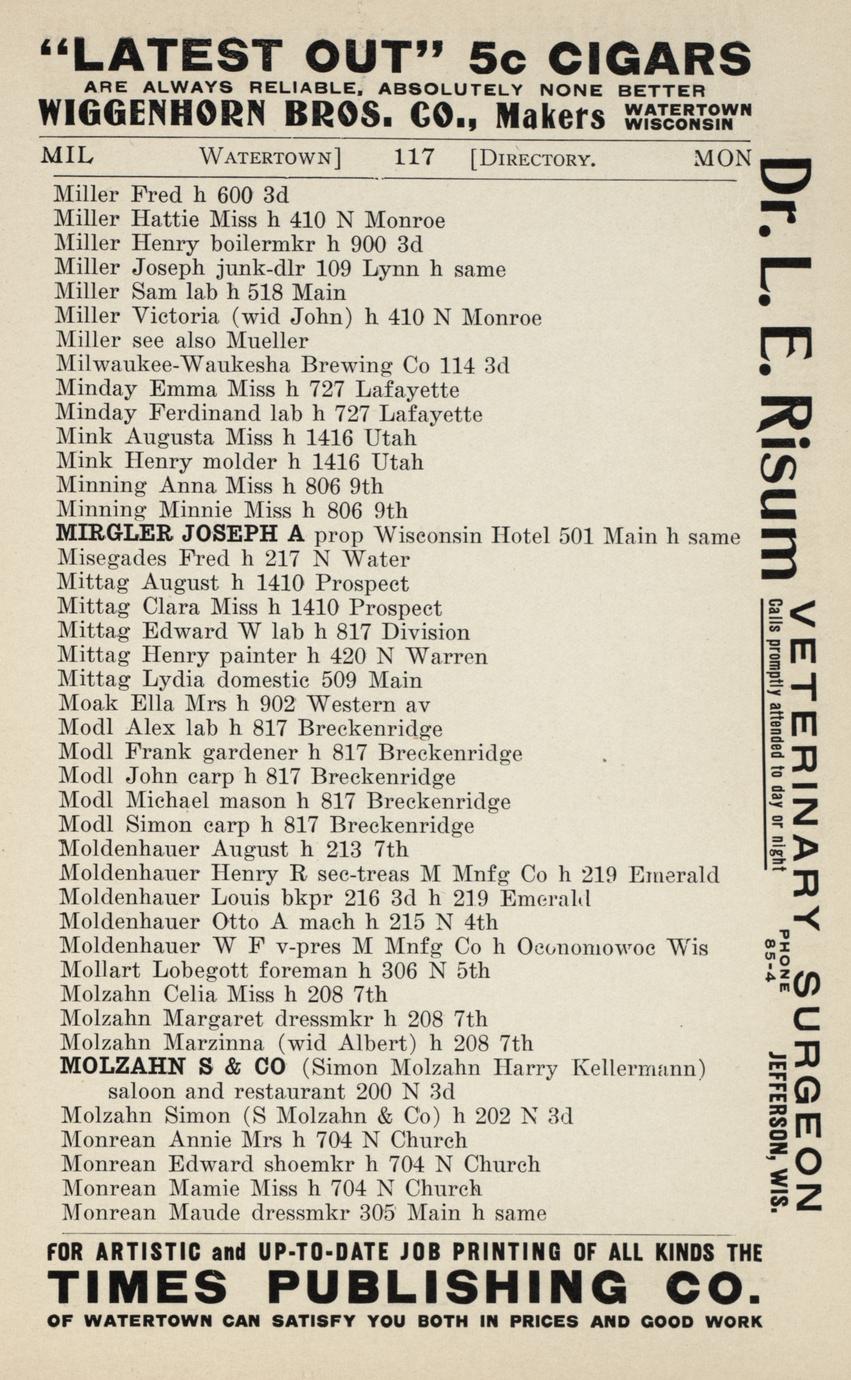 “LATEST OUT” 5c CIGARS
ARE ALWAYS RELIABLE, ABSOLUTELY NONE BETTER
WIGGENHORN BROS. CO., Makers WATERTOWN WISCONSIN
MIL WATERTOWN] 117 [DIRECTORY. MON
Miller Fred h 600 3d
Miller Hattie Miss h 410 N Monroe
Miller Henry boilermkr h 900 3d
Miller Joseph junk-dlr 109 Lynn h same
Miller Sam lab h 518 Main
Miller Victoria (wid John) h 410 N Monroe
Miller see also Mueller
Milwaukee-Waukesha Brewing Co 114 3d
Minday Emma Miss h 727 Lafayette
Minday Ferdinand lab h 727 Lafayette
Mink Augusta Miss h 1416 Utah
Mink Henry molder h 1416 Utah
Minning Anna Miss h 806 9th
Minning Minnie Miss h 806 9th
MIRGLER JOSEPH A prop Wisconsin Hotel 501 Main h same
Misegades Fred h 217 N Water
Mittag August h 1410 Prospect
Mittag Clara Miss h 1410 Prospect
Mittag Edward W lab h 817 Division
Mittag Henry painter h 420 N Warren
Mittag Lydia domestic 509 Main
Moak Ella Mrs h 902 Western av
Modl Alex lab h 817 Breckenridge
Modl Frank gardener h 817 Breckenridge
Modl John carp h 817 Breckenridge
Modl Michael mason h 817 Breckenridge
Modl Simon carp h 817 Breckenridge
Moldenhauer August h 213 7th
Moldenhauer Henry R sec-treas M Mnfg Co h 219 Emerald
Moldenhauer Louis bkpr 216 3d h 219 Emerald
Moldenhauer Otto A mach h 215 N 4th
Moldenhauer W F v-pres M Mnfg Co h Oconomowoc Wis
Mollart Lobegott foreman h 306 N 5th
Molzahn Celia Miss h 208 7th
Molzahn Margaret dressmkr h 208 7th
Molzahn Marzinna (wid Albert) h 208 7th
MOLZAHN S & CO (Simon Molzahn Harry Kellermann)
saloon and restaurant 200 N 3d
Molzahn Simon (S Molzahn & Co) h 202 N 3d
Monrean Annie Mrs h 704 N Church
Monrean Edward shoemkr h 704 N Church
Monrean Mamie Miss h 704 N Church
Monrean Maude dressmkr 305 Main h same
FOR ARTISTIC and UP-TO-DATE JOB PRINTING OF ALL KINDS THE
TIMES PUBLISHING CO.
OF WATERTOWN CAN SATISFY YOU BOTH IN PRICES AND GOOD WORK
Dr. L. E. Risum
VETERINARY SURGEON
Calls promptly attended to day or night
PHONE
85-4
JEFFERSON, WIS.